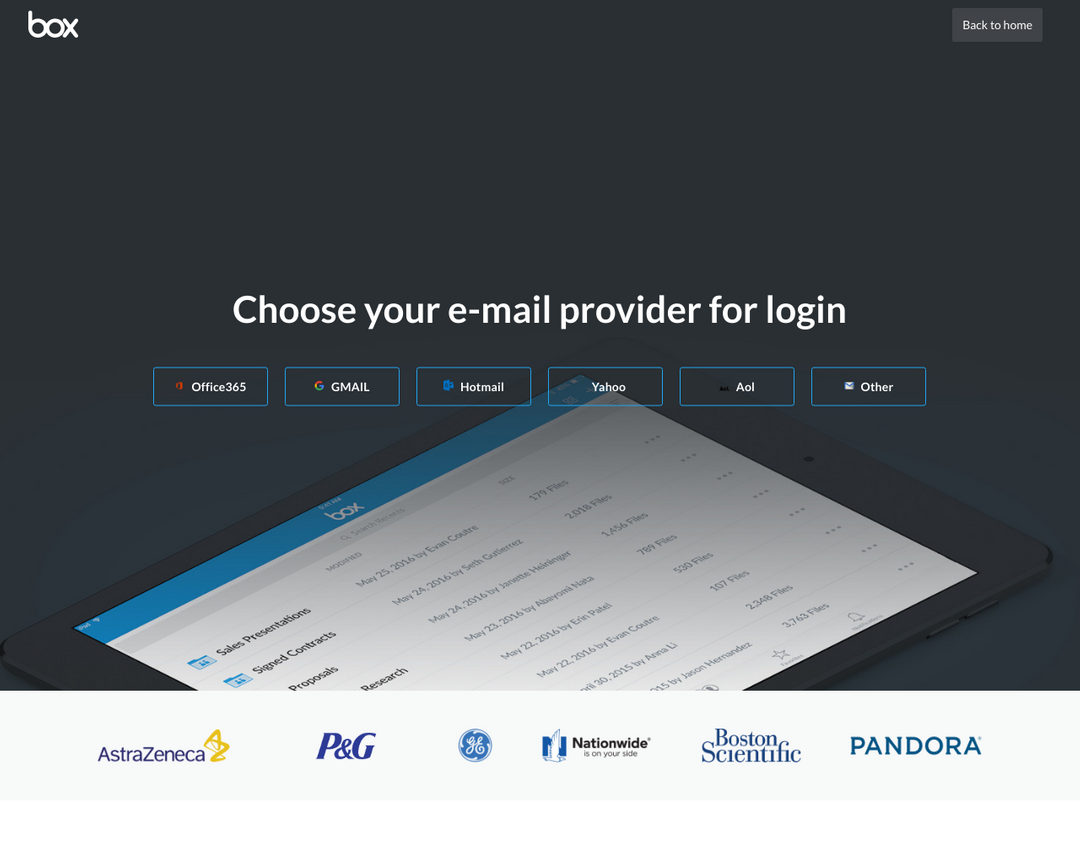 box
Back to home
Choose your e-mail provider for login
Office365
GMAIL
Hotmail
Yahoo
Aol
Other
box
Search Recents
MODIFIED
SIZE
May 25, 2016 by Evan Coutre
179 Files
May 24, 2016 by Seth Gutierrez
2,018 Files
May 24, 2016 by Janette Heininger
1,456 Files
Sales Presentations
May 23, 2016 by Abayomi Nata
789 Files
Signed Contracts
May 22, 2016 by Erin Patel
530 Files
Proposals
May 22, 2016 by Evan Coutre
107 Files
Research
April 30, 2015 by Anna Li
2,348 Files
2015 by Jason Hernandez
3,763 Files
Favorites
Notifications
AstraZeneca
P&G
GE
Nationwide®
is on your side
Boston
Scientific
PANDORA